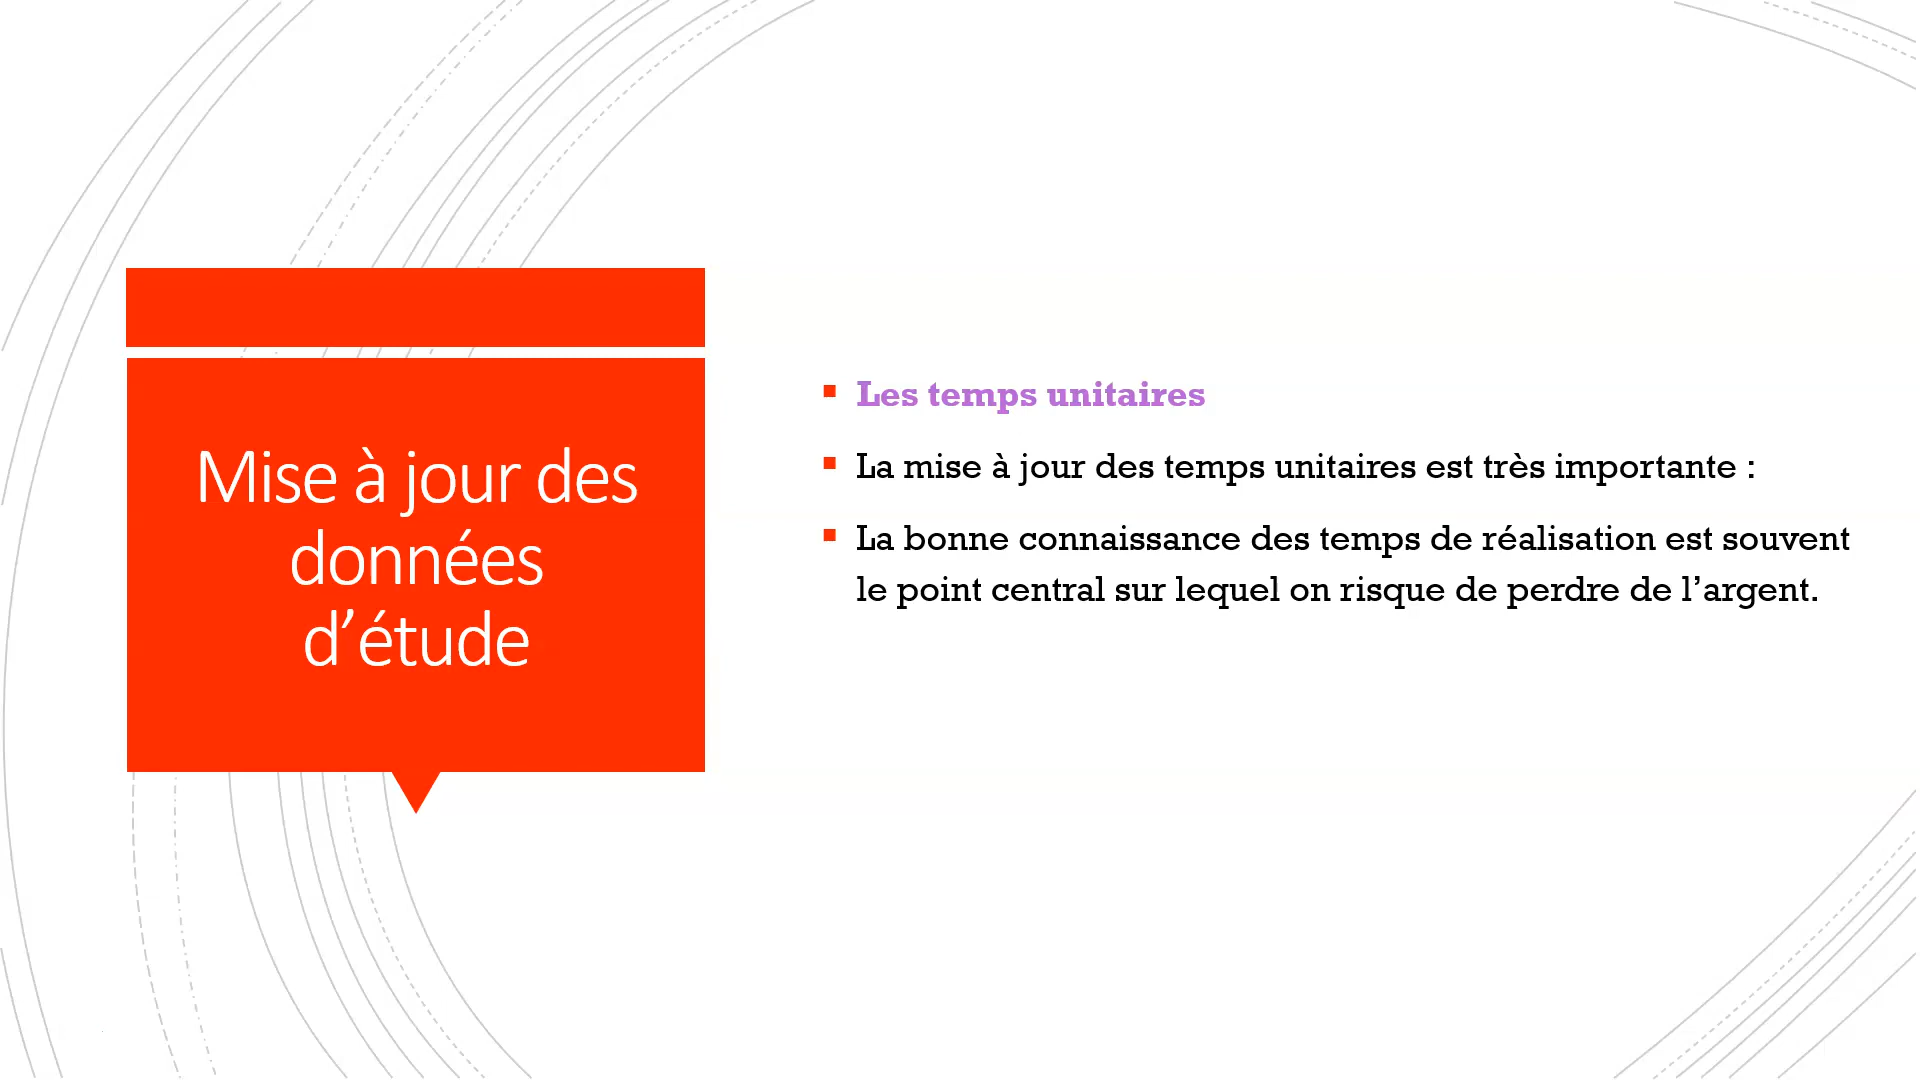 Mise à jour des
données
d’étude
Les temps unitaires
La mise à jour des temps unitaires est très importante :
La bonne connaissance des temps de réalisation est souvent
le point central sur lequel on risque de perdre de l’argent.